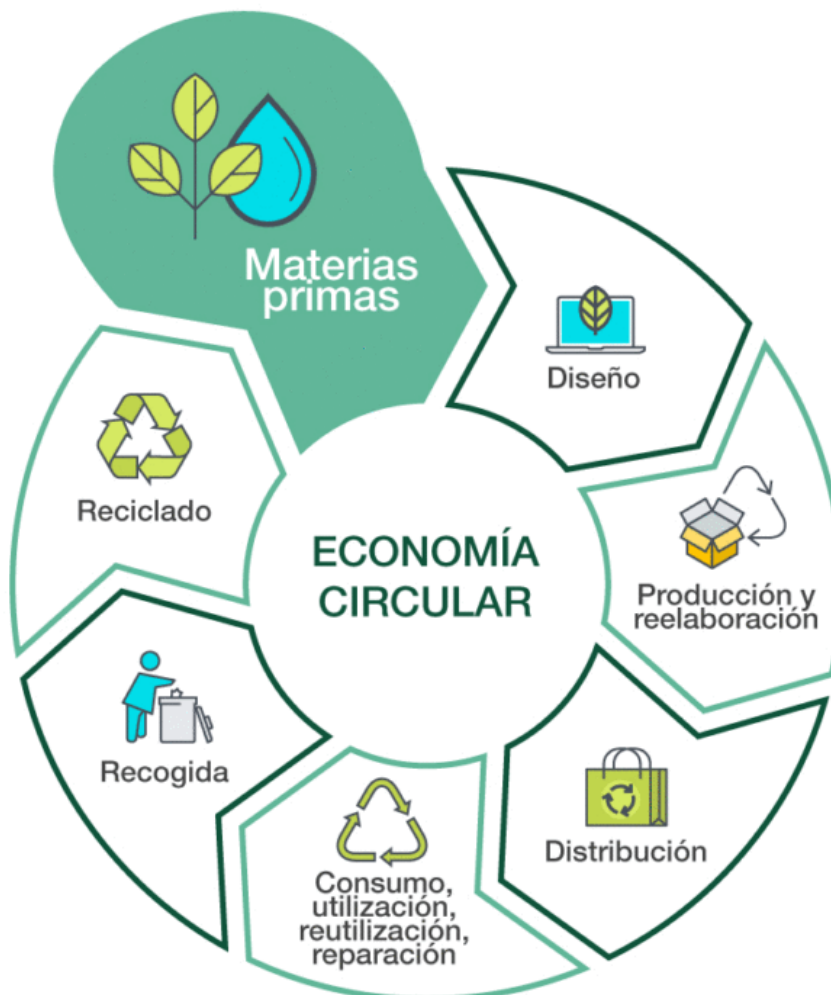 Materias
primas
Diseño
Producción y
reelaboración
Distribución
Consumo,
utilización,
reutilización,
reparación
Recogida
Reciclado
ECONOMÍA
CIRCULAR